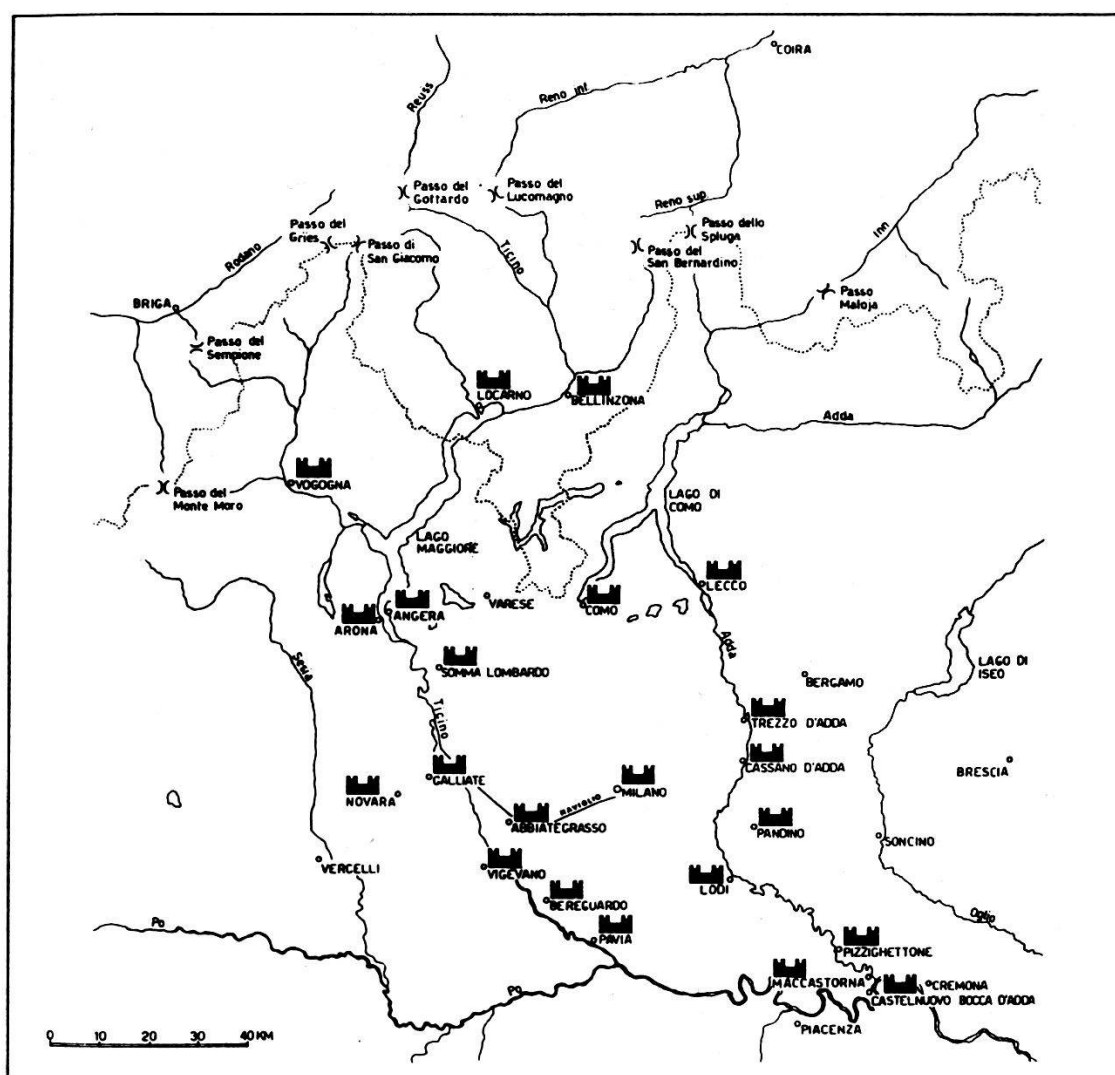 COIRA
Reno inf
Reuss
Passo del
Gottardo
Passo del
Lucomagno
Reno sup
Passo dello
Spluga
Passo del
San Bernardino
Inn
Passo del
Gries
Passo di
San Giacomo
Ticino
Rodano
BRIGA
Passo
Maloja
Passo del
Sempione
LOCARNO
BELLINZONA
Adda
VOGOGNA
Passo del
Monte Moro
LAGO DI
COMO
LAGO
MAGGIORE
LECCO
VARESE
COMO
ANGERA
ARONA
Adda
Sesia
SOMMA LOMBARDO
BERGAMO
LAGO DI
ISEO
Ticino
TREZZO D'ADDA
CASSANO D'ADDA
BRESCIA
GALLIATE
NOVARA
MILANO
NAVIGLIO
ABBIATEGRASSO
PANDINO
SONCINO
VERCELLI
VIGEVANO
LODI
BEREGUARDO
Oglio
Po
PAVIA
PIZZIGHETTONE
MACCASTORNA
CREMONA
CASTELNUOVO BOCCA D'ADDA
Po
PIACENZA
0 10 20 30 40 KM